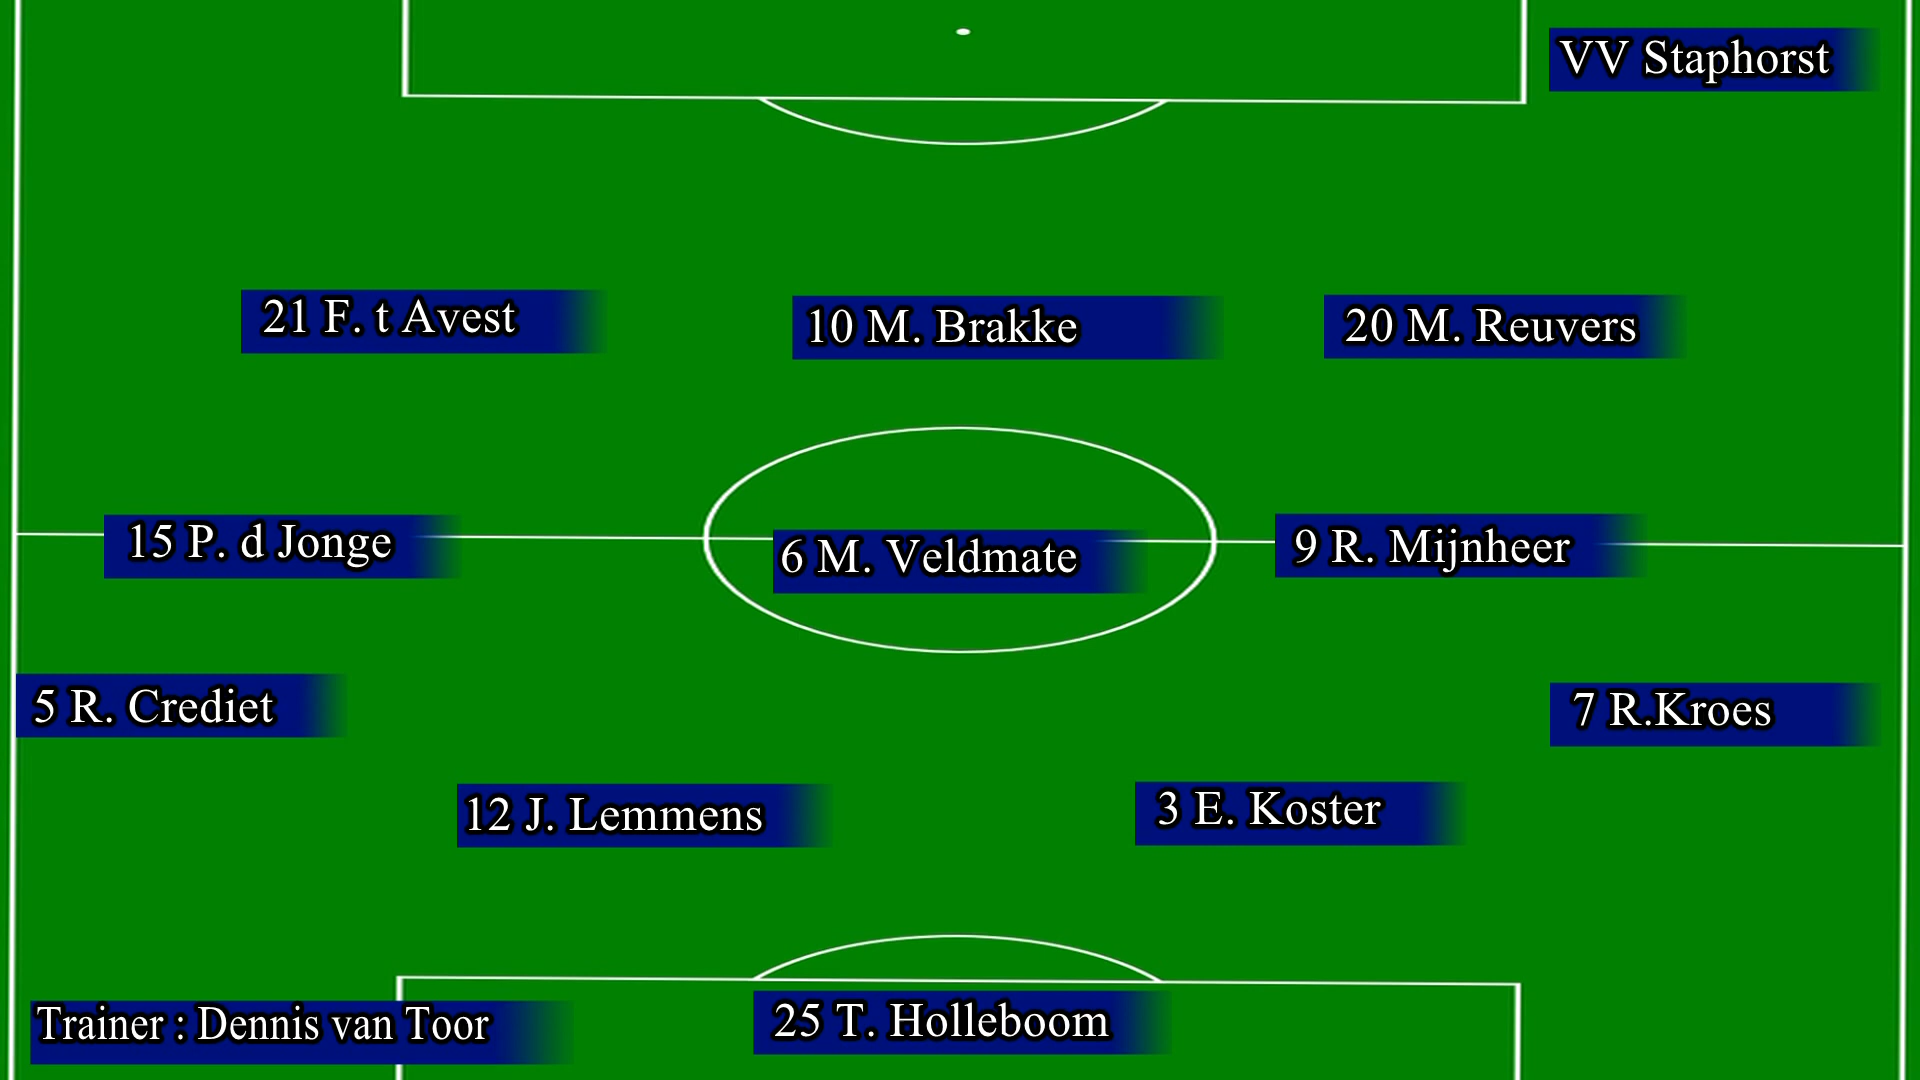 VV Staphorst
21 F. t Avest
10 M. Brakke
20 M. Reuvers
15 P. d Jonge
6 M. Veldmate
9 R. Mijnheer
5 R. Crediet
7 R.Kroes
12 J. Lemmens
3 E. Koster
Trainer : Dennis van Toor
25 T. Holleboom